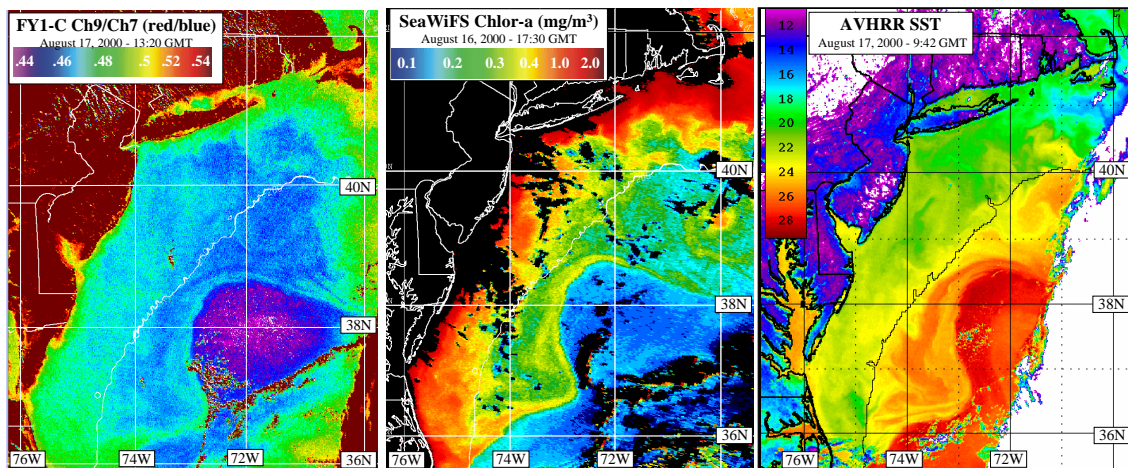 FY1-C Ch9/Ch7 (red/blue)
August 17, 2000 - 13:20 GMT
.44 .46 .48 .5 .52 .54
40N
38N
76W 74W 72W 36N
SeaWiFS Chlor-a (mg/m³)
August 16, 2000 - 17:30 GMT
0.1 0.2 0.4 1.0 2.0
40N
38N
36N
76W 74W 72W
AVHRR SST
August 17, 2000 - 9:42 GMT
12
14
16
18
20
22
24
26
28
40N
38N
36N
76W 74W 72W